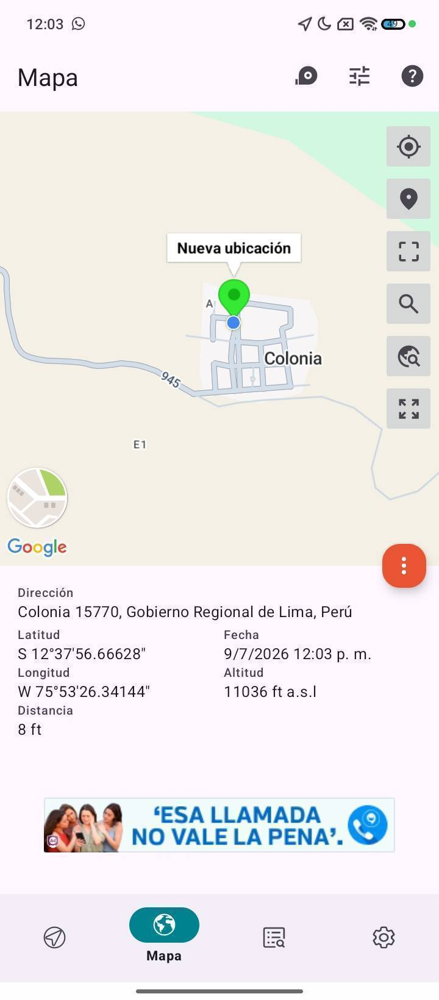 12:03
49
Mapa
Nueva ubicación
A
Colonia
945
P
E1
Google
Dirección
Colonia 15770, Gobierno Regional de Lima, Perú
Latitud
Fecha
S 12°37'56.66628"
9/7/2026 12:03 p. m.
Longitud
Altitud
W 75°53'26.34144"
11036 ft a.s.l
Distancia
8 ft
‘ESA LLAMADA
NO VALE LA PENA’.
Ad
Mapa